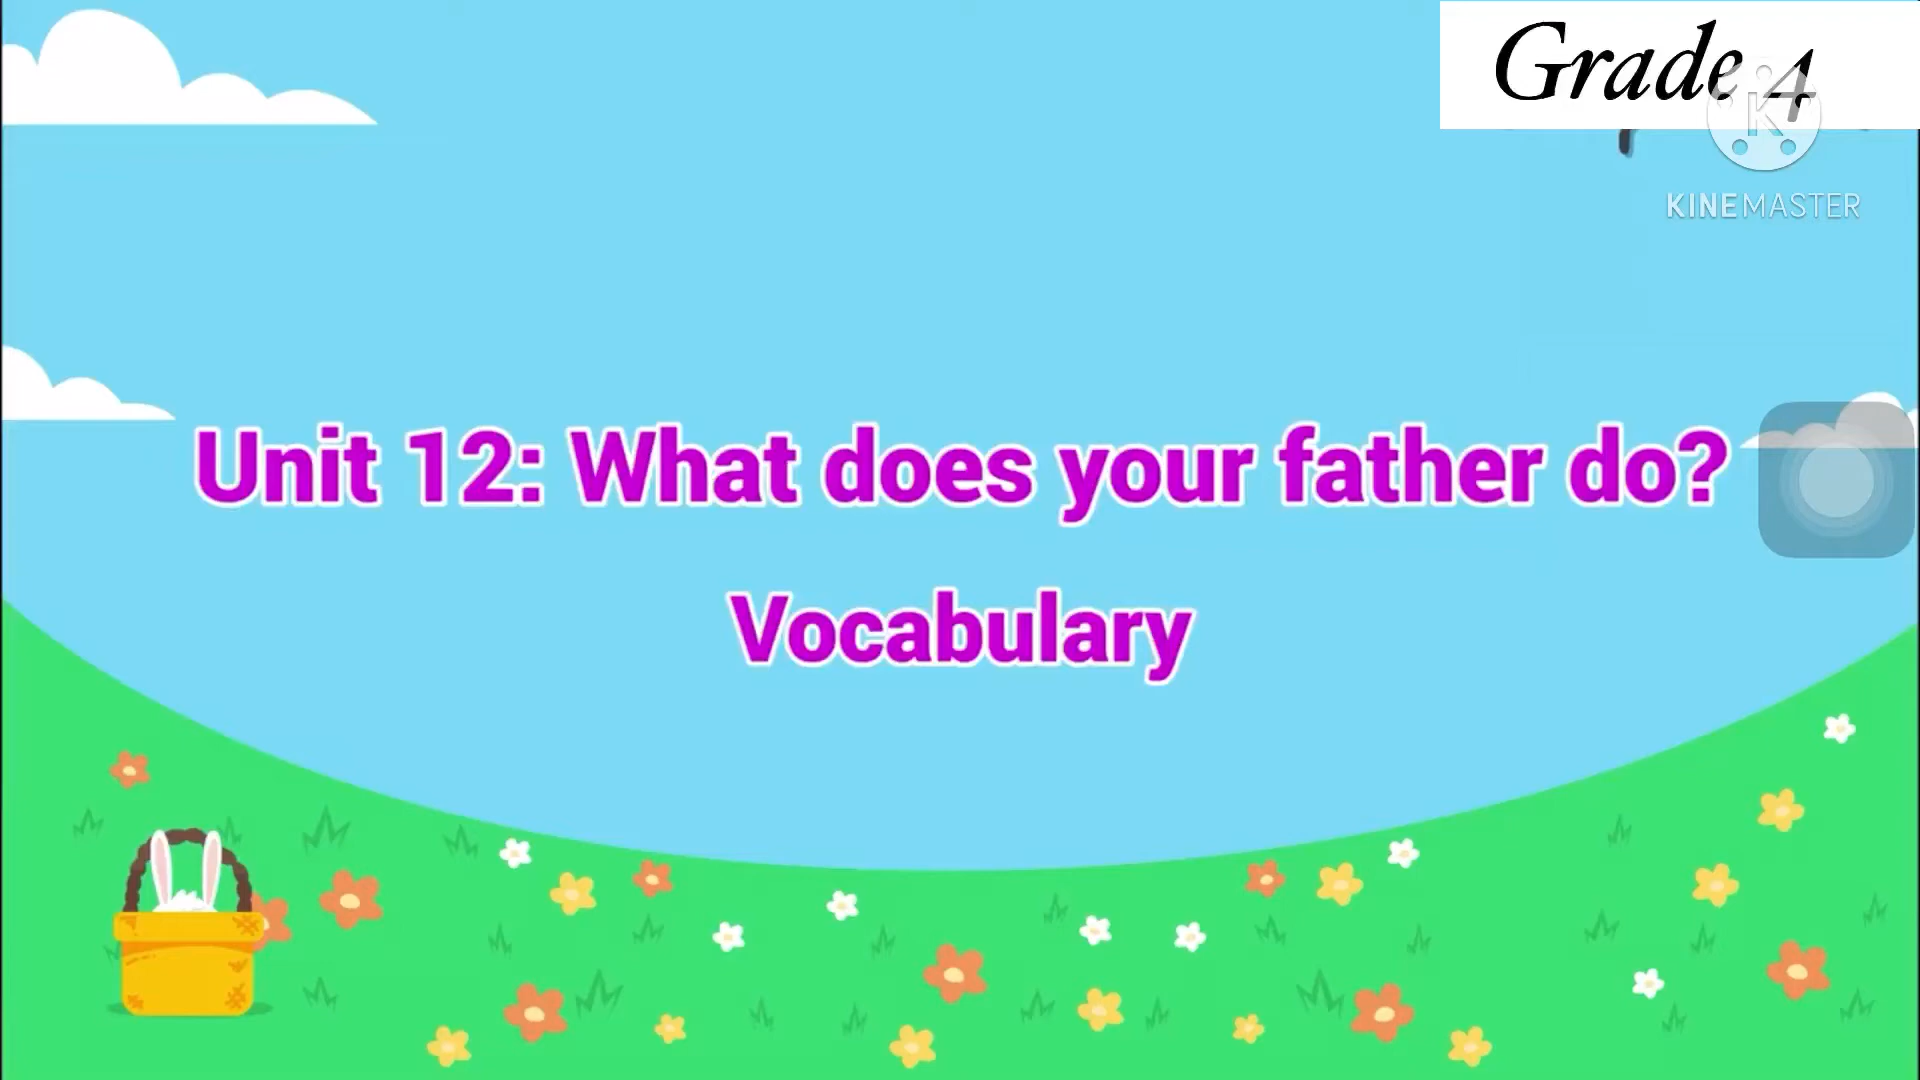 Grade 4
K
KINEMASTER
Unit 12: What does your father do?
Vocabulary